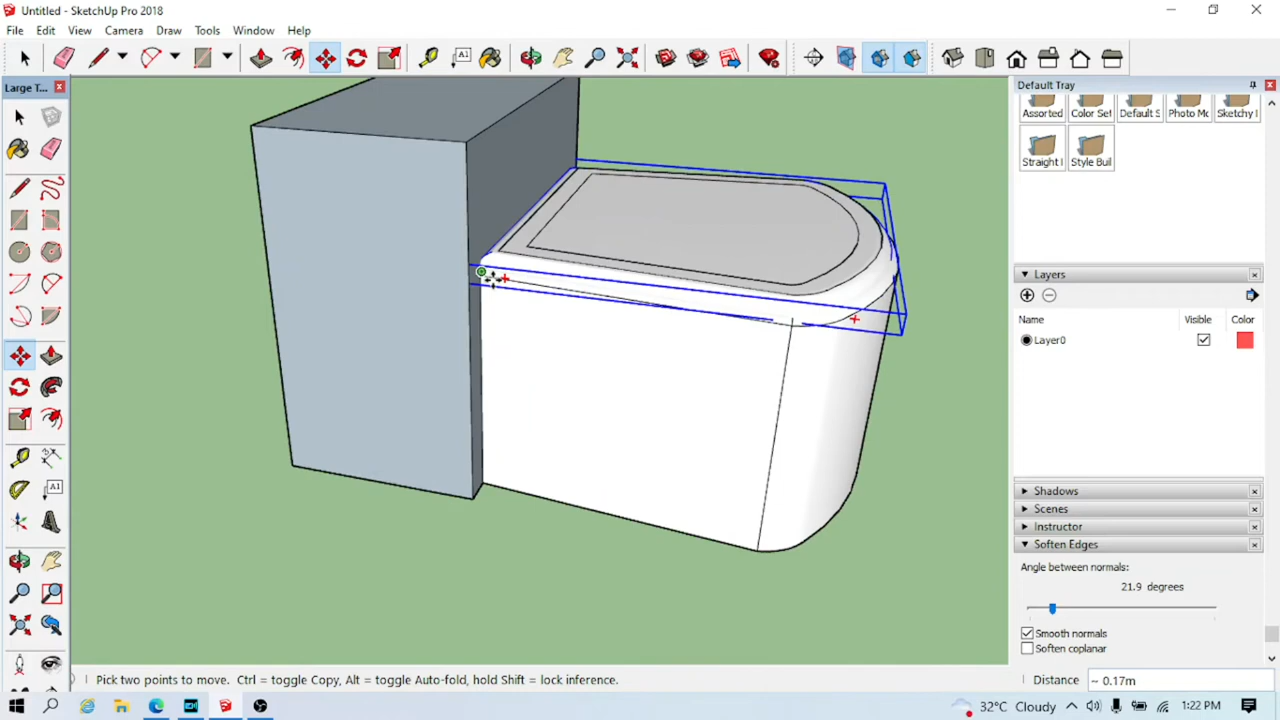 Untitled - SketchUp Pro 2018
File Edit View Camera Draw Tools Window Help
A1
Large T...
Default Tray
Assorted Color Set Default S Photo Mo Sketchy I
Straight l Style Buil
Layers
Name Visible Color
Layer0
A1
Shadows
Scenes
Instructor
Soften Edges
Angle between normals:
21.9 degrees
Smooth normals
Soften coplanar
Pick two points to move. Ctrl = toggle Copy, Alt = toggle Auto-fold, hold Shift = lock inference.
Distance ~ 0.17m
32°C Cloudy 1:22 PM